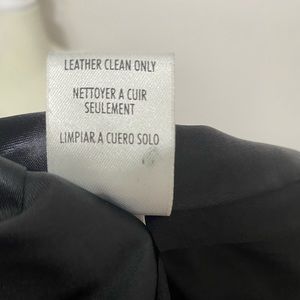 LEATHER CLEAN ONLY
NETTOYER A CUIR
SEULEMENT
LIMPIAR A CUERO SOLO